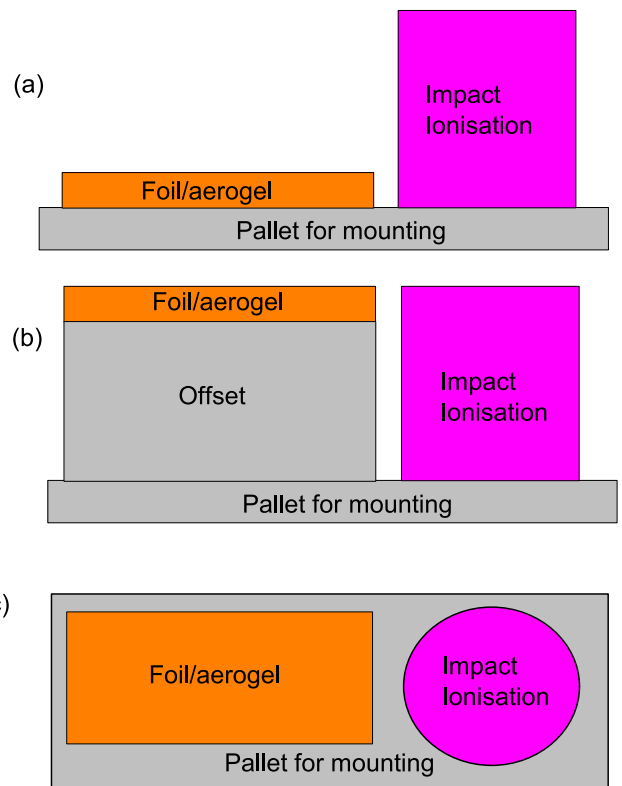 (a)
Impact
Ionisation
Foil/aerogel
Pallet for mounting
Foil/aerogel
(b)
Offset
Impact
Ionisation
Pallet for mounting
c)
Foil/aerogel
Impact
Ionisation
Pallet for mounting